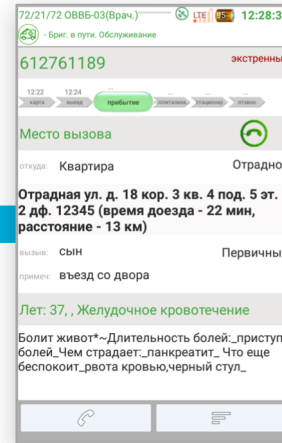 72/21/72 ОВВБ-03(Врач.) LTE 95 12:28:3
- Бриг. в пути. Обслуживание
612761189 экстренны
12:22 12:24 ... ... ... ...
карта выезд прибытие госпитализ. стационар отзвон
Место вызова
откуда: Квартира Отрадно
Отрадная ул. д. 18 кор. 3 кв. 4 под. 5 эт.
2 дф. 12345 (время доезда - 22 мин,
расстояние - 13 км)
вызыв: сын Первичны
примеч: въезд со двора
Лет: 37, , Желудочное кровотечение
Болит живот*~Длительность болей:_приступ
болей_Чем страдает:_панкреатит_ Что еще
беспокоит_рвота кровью,черный стул_